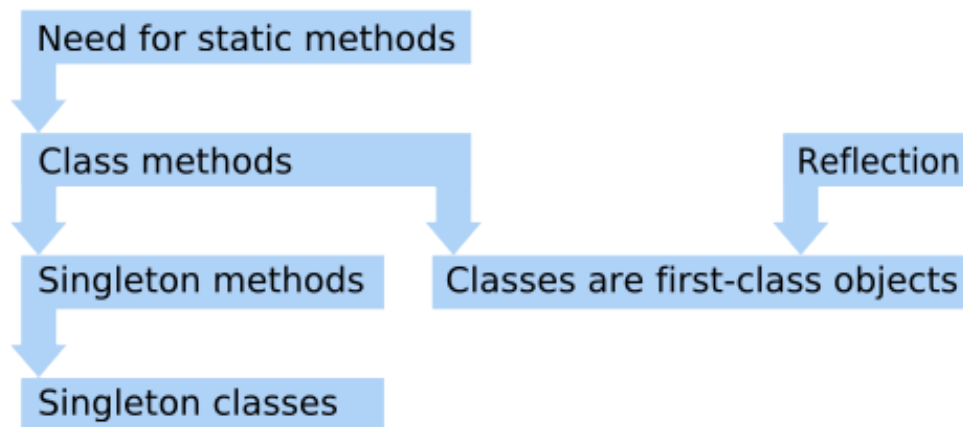 Need for static methods
Class methods
Reflection
Singleton methods
Classes are first-class objects
Singleton classes